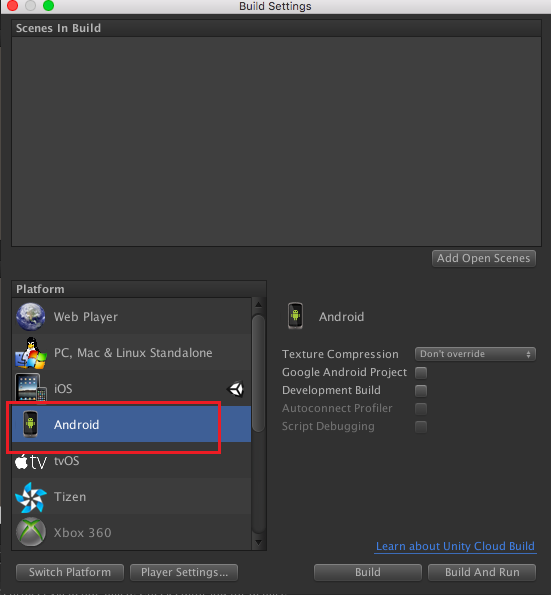 Build Settings
Scenes In Build
Add Open Scenes
Platform
Web Player
PC, Mac & Linux Standalone
iOS
Android
tvOS
Tizen
Xbox 360
Android
Texture Compression Don't override
Google Android Project
Development Build
Autoconnect Profiler
Script Debugging
Learn about Unity Cloud Build
Switch Platform Player Settings... Build Build And Run